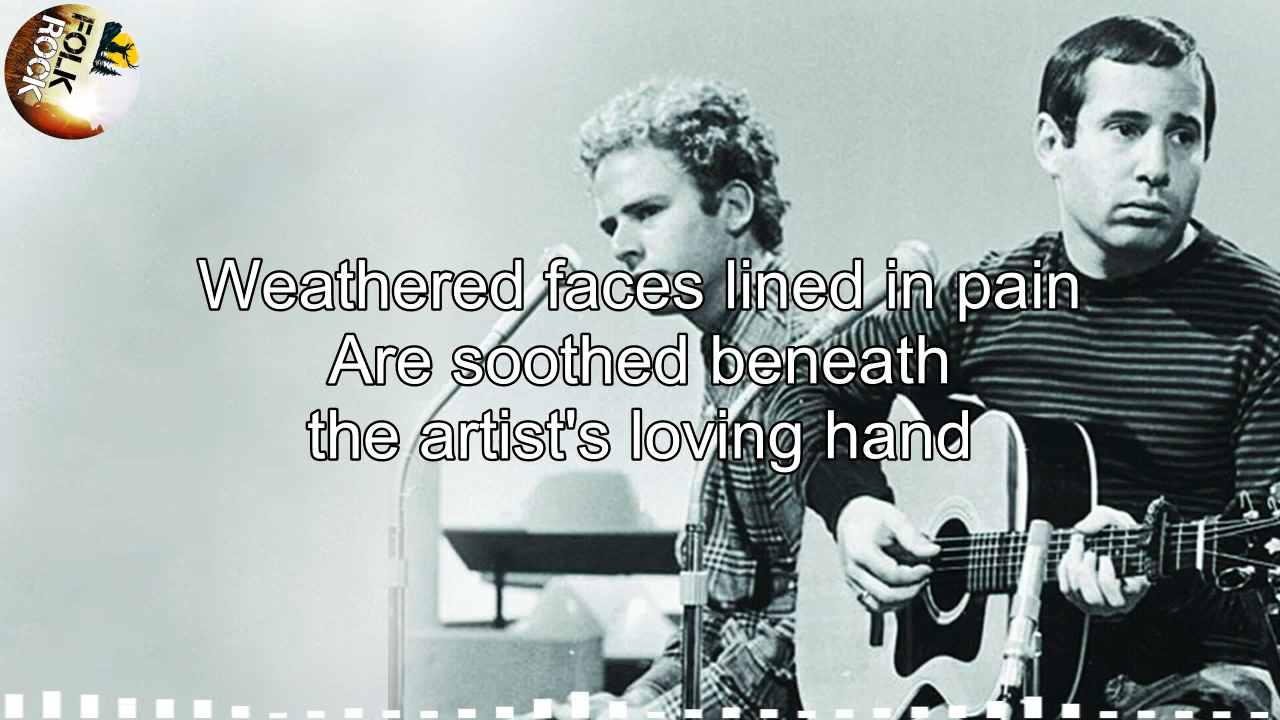 FOLK
ROCK
Weathered faces lined in pain
Are soothed beneath
the artist's loving hand